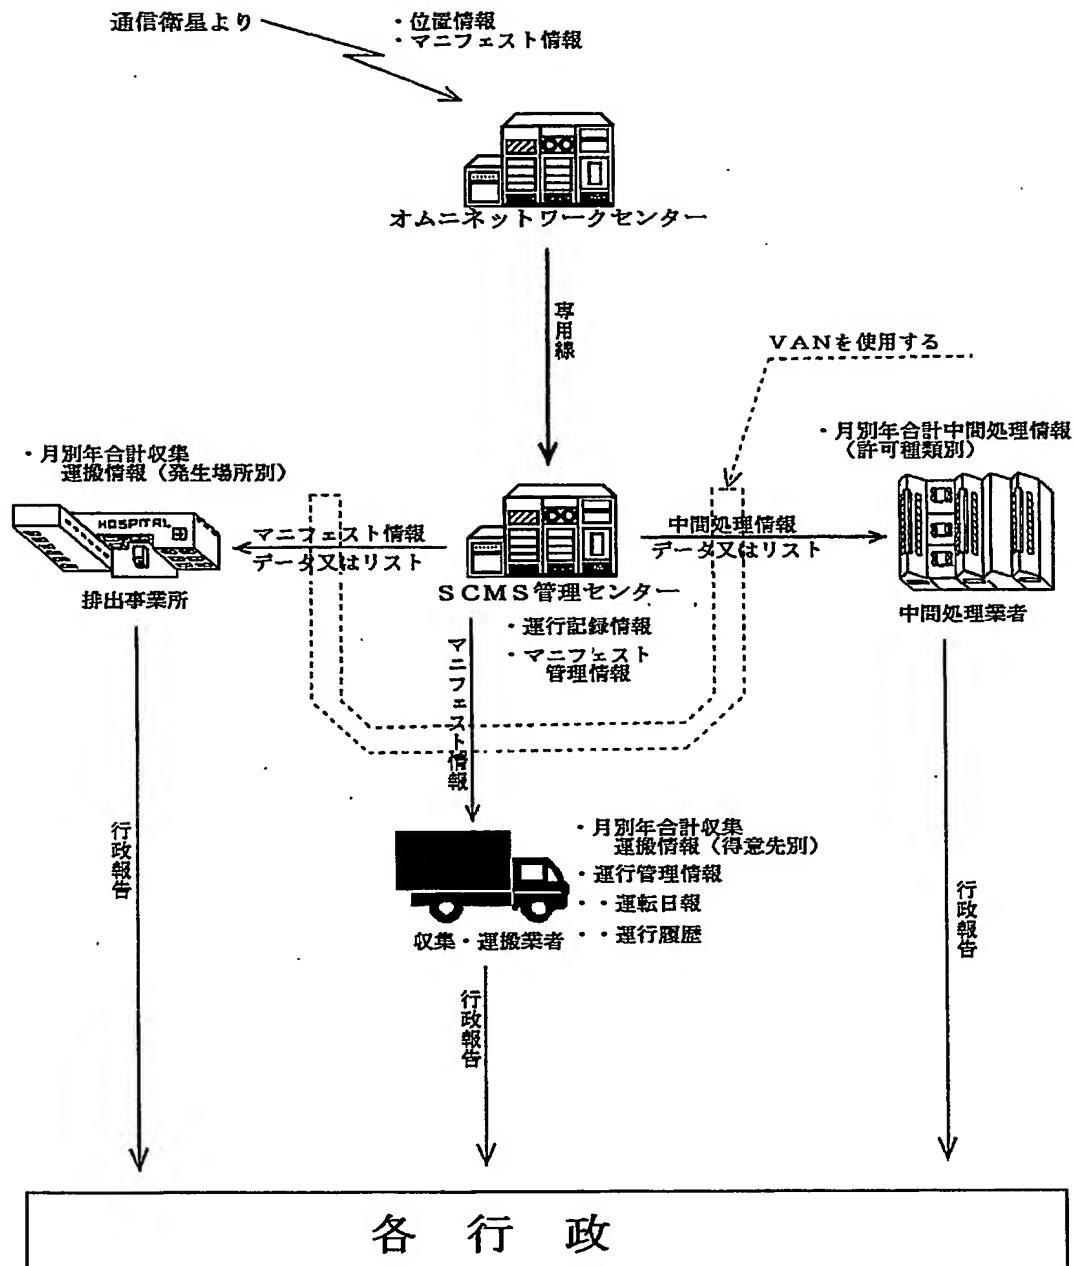 通信衛星より
・位置情報
・マニフェスト情報
オムニネットワークセンター
専用線
VANを使用する
・月別年合計収集
運搬情報（発生場所別）
・月別年合計中間処理情報
（許可種類別）
HOSPITAL
マニフェスト情報
データ又はリスト
中間処理情報
データ又はリスト
排出事業所
SCMS管理センター
中間処理業者
・運行記録情報
・マニフェスト
管理情報
マニフェスト情報
・月別年合計収集
運搬情報（得意先別）
・運行管理情報
・・運転日報
・・運行履歴
収集・運搬業者
行政報告
行政報告
行政報告
各行政